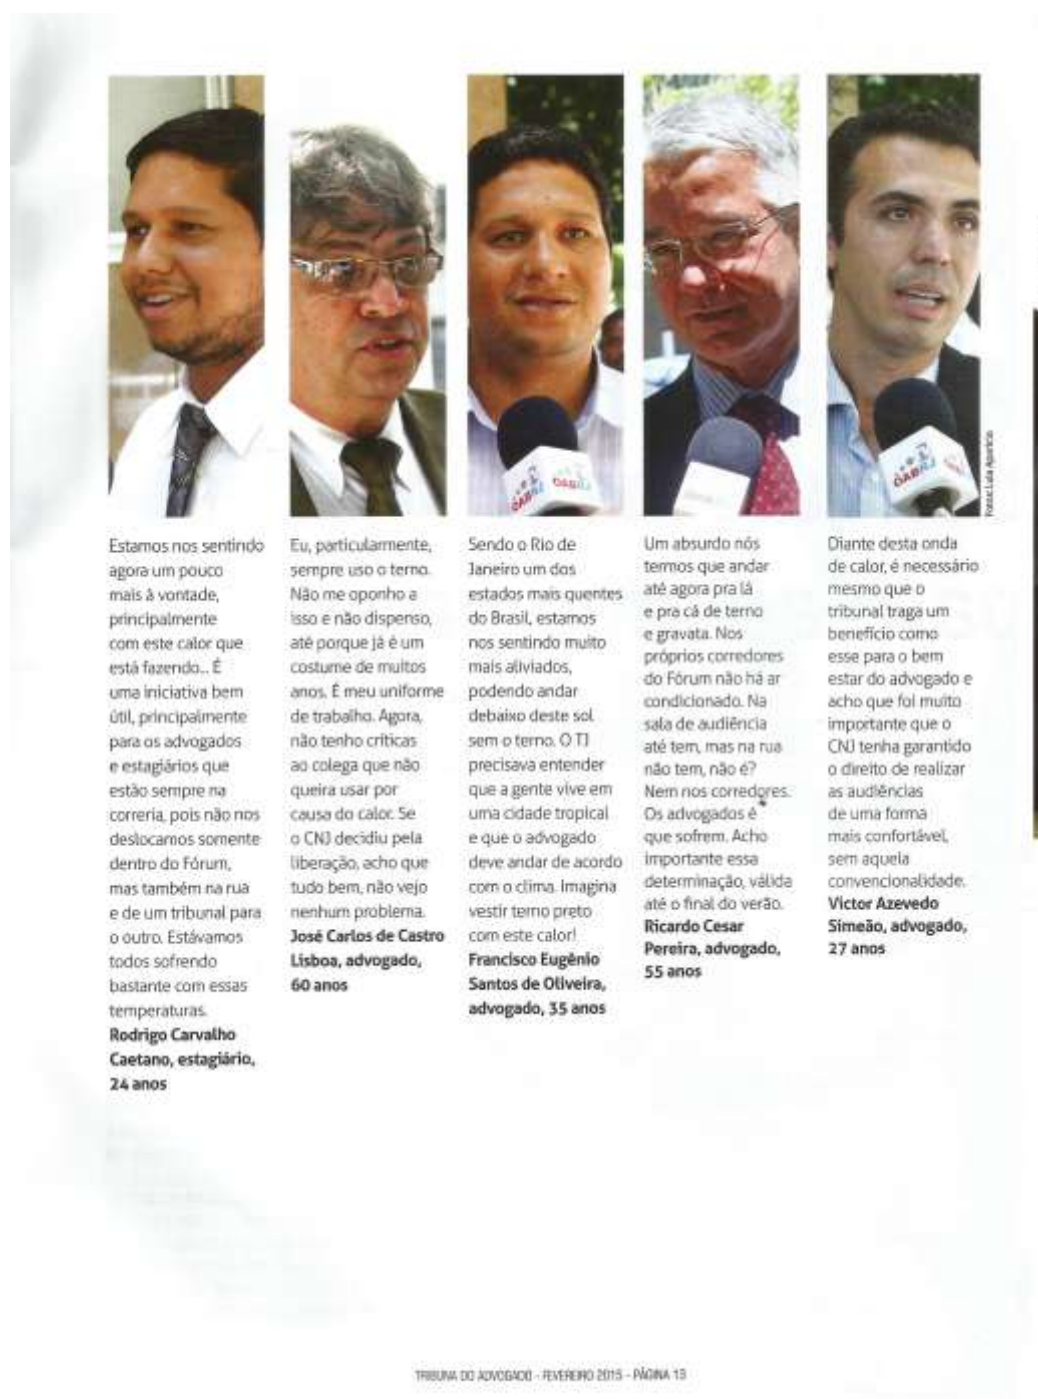 Estamos nos sentindo
agora um pouco
mais à vontade,
principalmente
com este calor que
está fazendo... É
uma iniciativa bem
útil, principalmente
para os advogados
e estagiários que
estão sempre na
correria, pois não nos
deslocamos somente
dentro do Fórum,
mas também na rua
e de um tribunal para
o outro. Estávamos
todos sofrendo
bastante com essas
temperaturas.
Rodrigo Carvalho
Caetano, estagiário,
24 anos
Eu, particularmente,
sempre uso o terno.
Não me oponho a
isso e não dispenso,
até porque já é um
costume de muitos
anos. É meu uniforme
de trabalho. Agora,
não tenho críticas
ao colega que não
queira usar por
causa do calor. Se
o CNJ decidiu pela
liberação, acho que
tudo bem, não vejo
nenhum problema.
José Carlos de Castro
Lisboa, advogado,
60 anos
Sendo o Rio de
Janeiro um dos
estados mais quentes
do Brasil, estamos
nos sentindo muito
mais aliviados,
podendo andar
debaixo deste sol
sem o terno. O TJ
precisava entender
que a gente vive em
uma cidade tropical
e que o advogado
deve andar de acordo
com o clima. Imagina
vestir terno preto
com este calor!
Francisco Eugênio
Santos de Oliveira,
advogado, 35 anos
Um absurdo nós
termos que andar
até agora pra lá
e pra cá de terno
e gravata. Nos
próprios corredores
do Fórum não há ar
condicionado. Na
sala de audiência
até tem, mas na rua
não tem, não é?
Nem nos corredores.
Os advogados é
que sofrem. Acho
importante essa
determinação, válida
até o final do verão.
Ricardo Cesar
Pereira, advogado,
55 anos
Diante desta onda
de calor, é necessário
mesmo que o
tribunal traga um
benefício como
esse para o bem
estar do advogado e
acho que foi muito
importante que o
CNJ tenha garantido
o direito de realizar
as audiências
de uma forma
mais confortável,
sem aquela
convencionalidade.
Victor Azevedo
Simeão, advogado,
27 anos
Fotos: Lula Aparício
TRIBUNA DO ADVOGADO - FEVEREIRO 2015 - PÁGINA 13